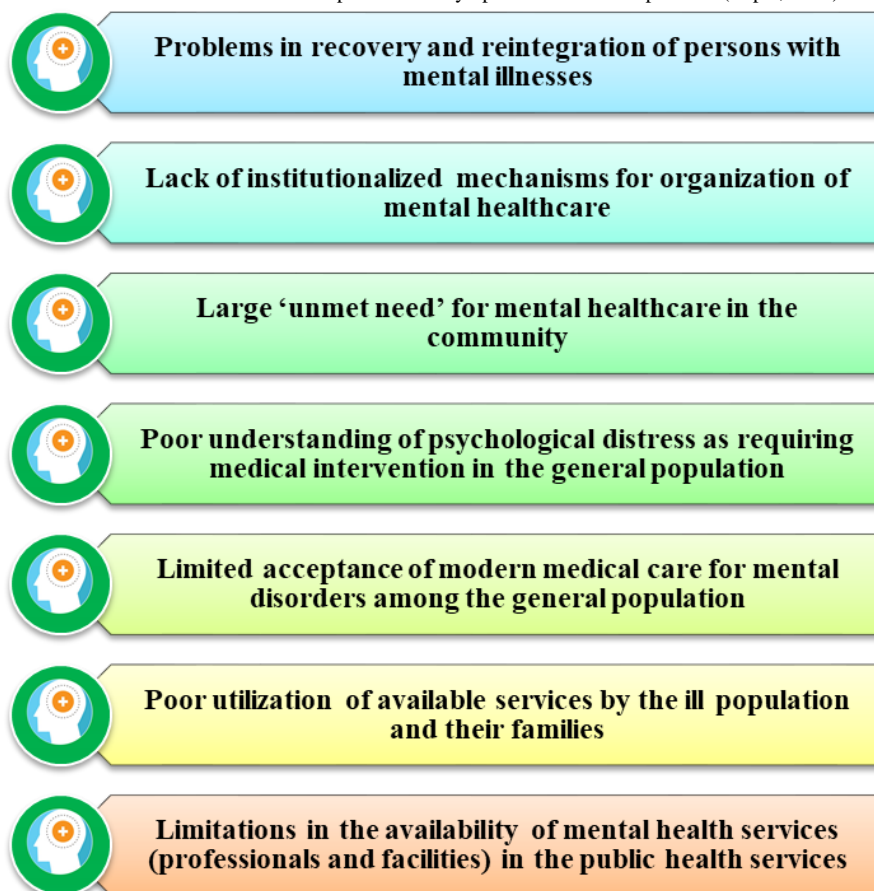 Problems in recovery and reintegration of persons with
mental illnesses
Lack of institutionalized mechanisms for organization of
mental healthcare
Large ‘unmet need’ for mental healthcare in the
community
Poor understanding of psychological distress as requiring
medical intervention in the general population
Limited acceptance of modern medical care for mental
disorders among the general population
Poor utilization of available services by the ill population
and their families
Limitations in the availability of mental health services
(professionals and facilities) in the public health services